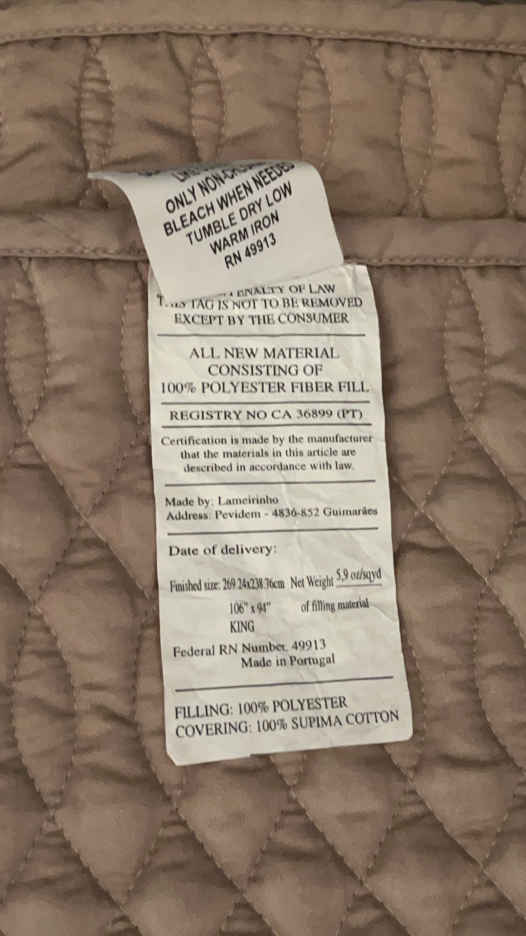 ONLY NON-
BLEACH WHEN NEEDED
TUMBLE DRY LOW
WARM IRON
RN 49913
PENALTY OF LAW
THIS TAG IS NOT TO BE REMOVED
EXCEPT BY THE CONSUMER
ALL NEW MATERIAL
CONSISTING OF
100% POLYESTER FIBER FILL
REGISTRY NO CA 36899 (PT)
Certification is made by the manufacturer
that the materials in this article are
described in accordance with law.
Made by: Lameirinho
Address: Pevidem - 4836-852 Guimarães
Date of delivery:
Finished size: 269.24x238.76cm Net Weight 5,9 oz/sqyd
106" x 94" of filling material
KING
Federal RN Number. 49913
Made in Portugal
FILLING: 100% POLYESTER
COVERING: 100% SUPIMA COTTON